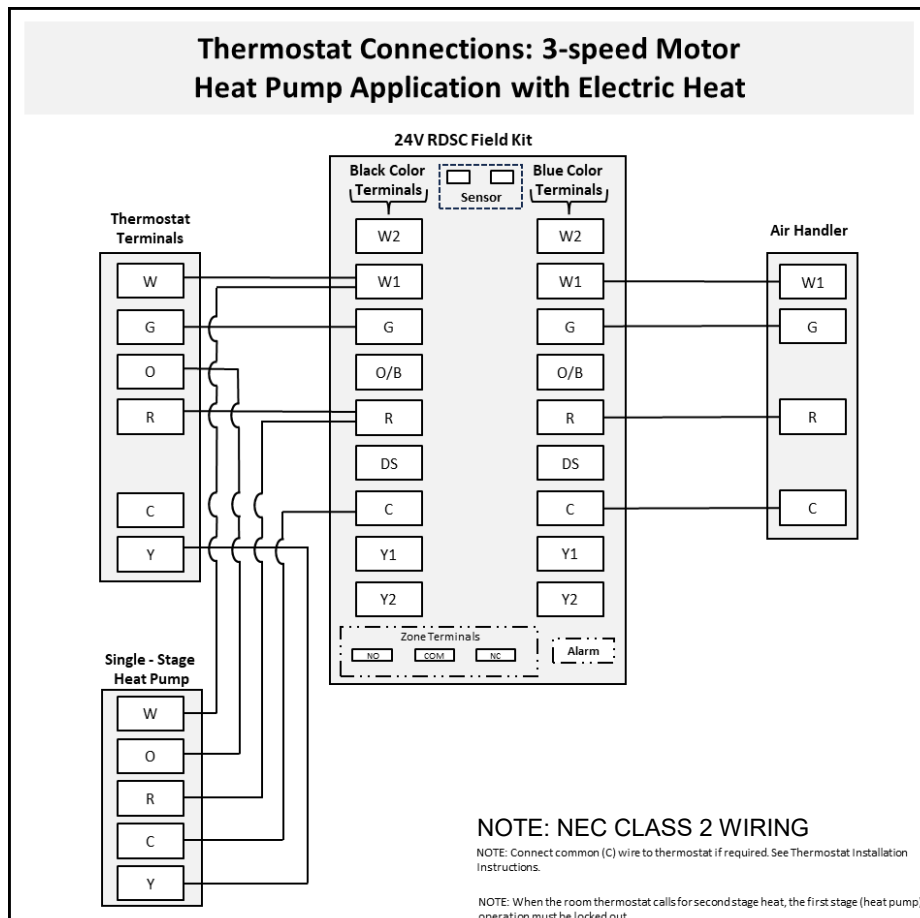 Thermostat Connections: 3-speed Motor
Heat Pump Application with Electric Heat
24V RDSC Field Kit
Black Color
Terminals
Sensor
Blue Color
Terminals
Thermostat
Terminals
W
G
O
R
C
Y
W2
W1
G
O/B
R
DS
C
Y1
Y2
W2
W1
G
O/B
R
DS
C
Y1
Y2
Air Handler
W1
G
R
C
Zone Terminals
NO
COM
NC
Alarm
Single - Stage
Heat Pump
W
O
R
C
Y
NOTE: NEC CLASS 2 WIRING
NOTE: Connect common (C) wire to thermostat if required. See Thermostat Installation
Instructions.
NOTE: When the room thermostat calls for second stage heat, the first stage (heat pump
operation must be locked out